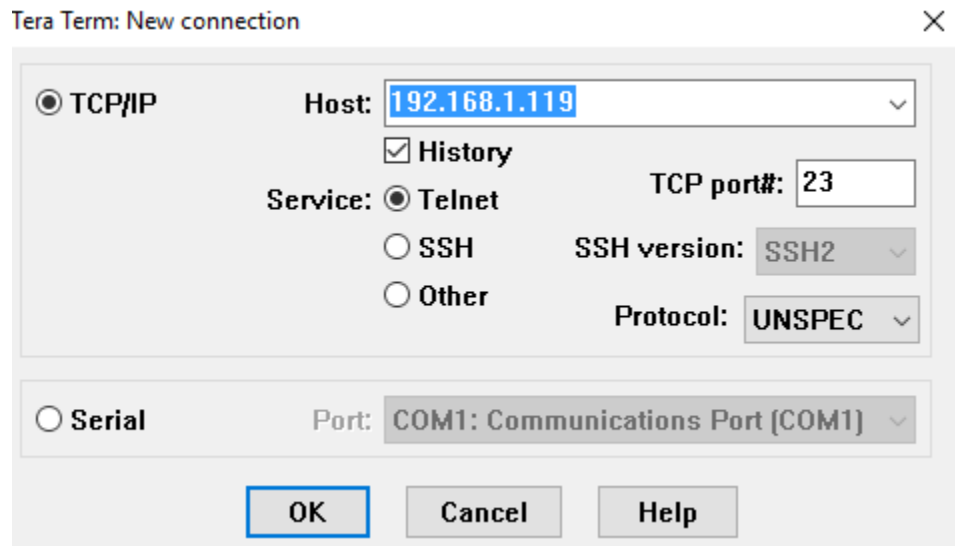 Tera Term: New connection
TCP/IP Host: 192.168.1.119
History
Service: Telnet TCP port#: 23
SSH SSH version: SSH2
Other Protocol: UNSPEC
Serial Port: COM1: Communications Port (COM1)
OK Cancel Help